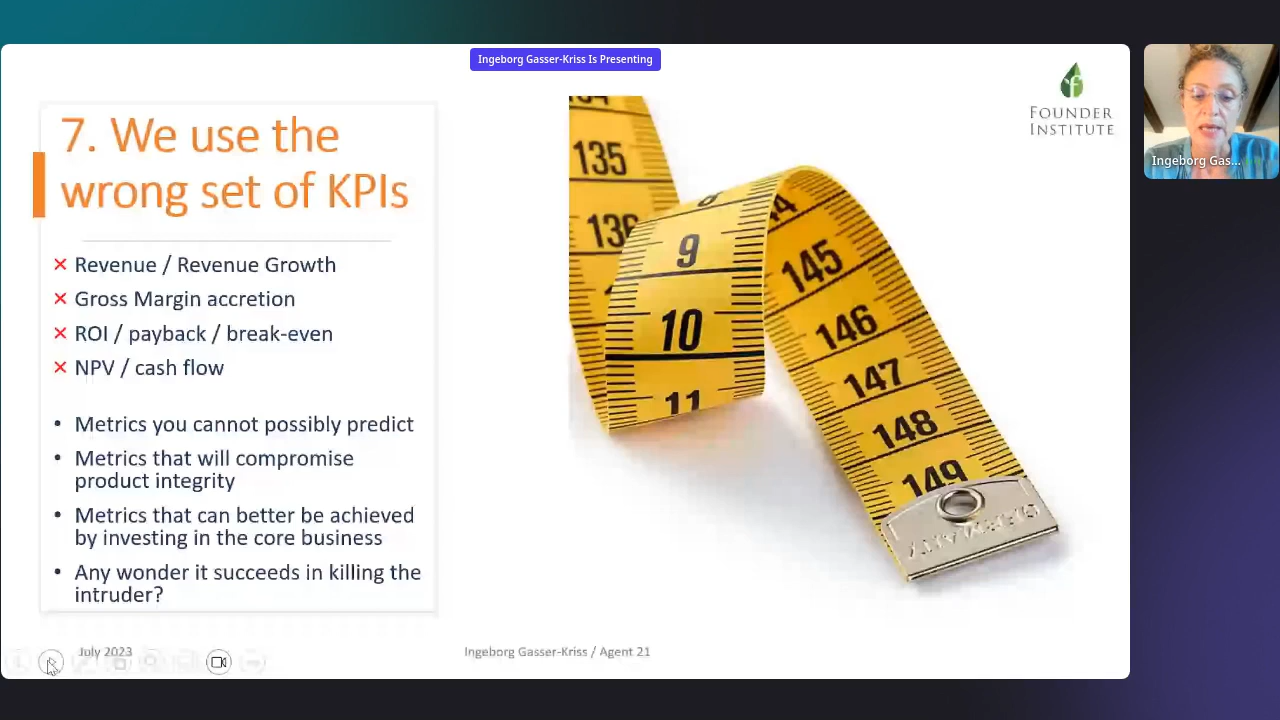 Ingeborg Gasser-Kriss Is Presenting
FOUNDER
INSTITUTE
Ingeborg Gas...
7. We use the
wrong set of KPIs
✕ Revenue / Revenue Growth
✕ Gross Margin accretion
✕ ROI / payback / break-even
✕ NPV / cash flow
• Metrics you cannot possibly predict
• Metrics that will compromise
product integrity
• Metrics that can better be achieved
by investing in the core business
• Any wonder it succeeds in killing the
intruder?
135
136
8
9
10
11
145
146
147
148
149
GERMANY
July 2023
Ingeborg Gasser-Kriss / Agent 21